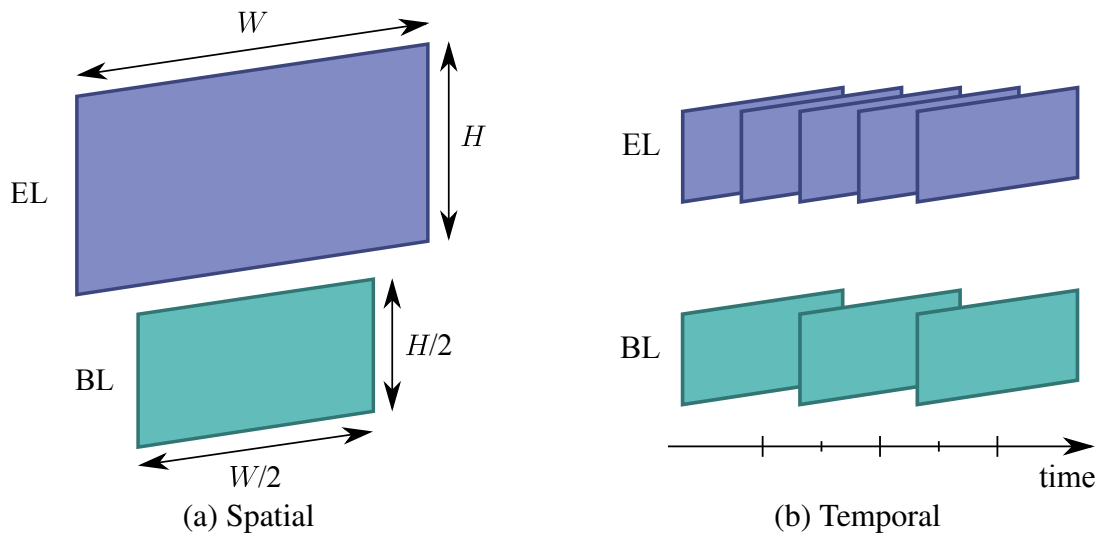 W
H
EL
BL
H/2
W/2
(a) Spatial
EL
BL
time
(b) Temporal